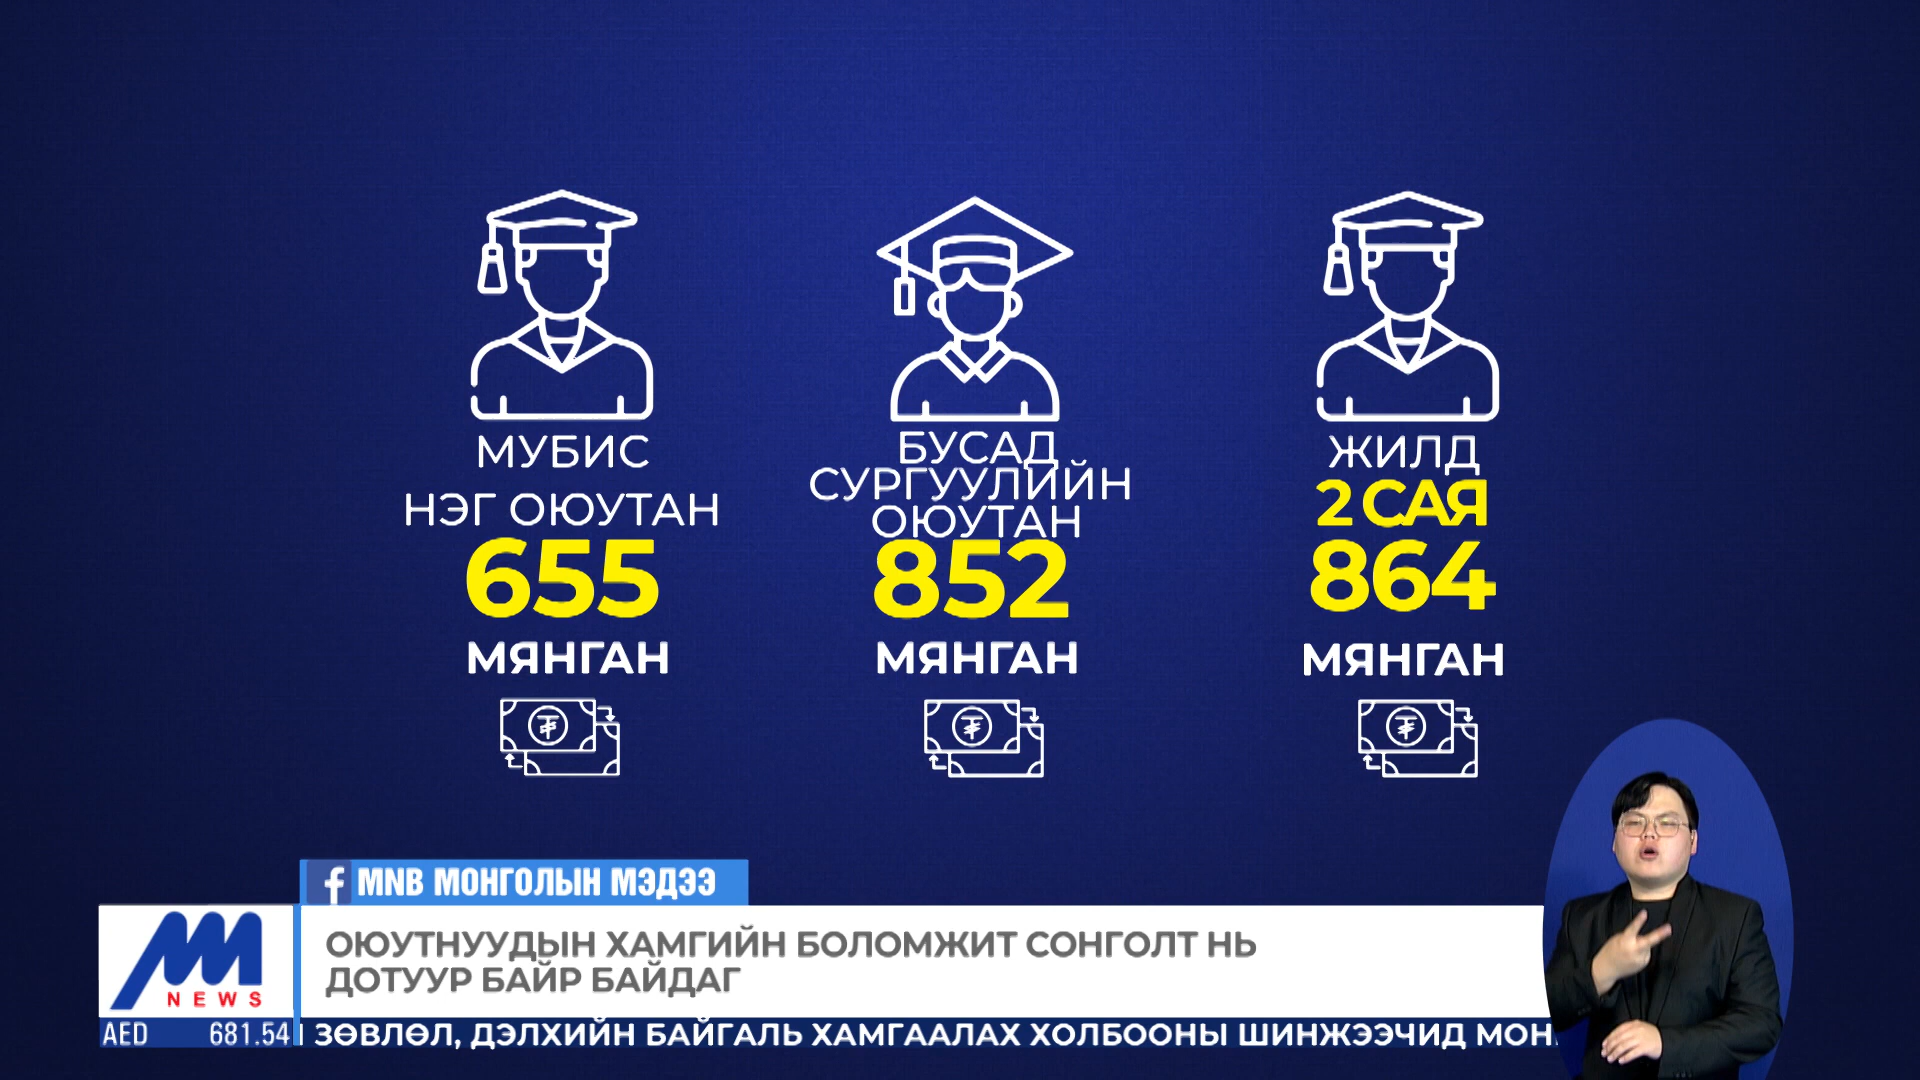 МУБИС
НЭГ ОЮУТАН
655
МЯНГАН
БУСАД
СУРГУУЛИЙН
ОЮУТАН
852
МЯНГАН
ЖИЛД
2 САЯ
864
МЯНГАН
MNB МОНГОЛЫН МЭДЭЭ
ОЮУТНУУДЫН ХАМГИЙН БОЛОМЖИТ СОНГОЛТ НЬ
ДОТУУР БАЙР БАЙДАГ
NEWS
AED 681.54
ЗӨВЛӨЛ, ДЭЛХИЙН БАЙГАЛЬ ХАМГААЛАХ ХОЛБООНЫ ШИНЖЭЭЧИД МОН